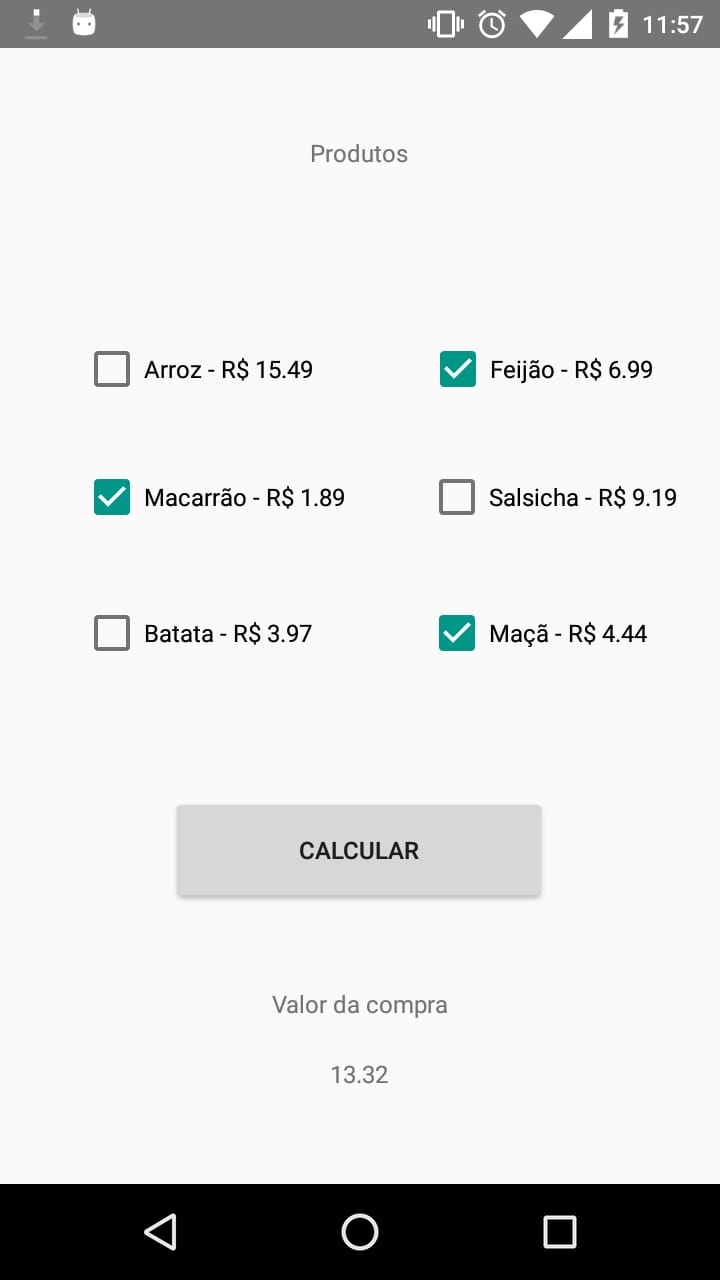 11:57
Produtos
Arroz - R$ 15.49
Feijão - R$ 6.99
Macarrão - R$ 1.89
Salsicha - R$ 9.19
Batata - R$ 3.97
Maçã - R$ 4.44
CALCULAR
Valor da compra
13.32